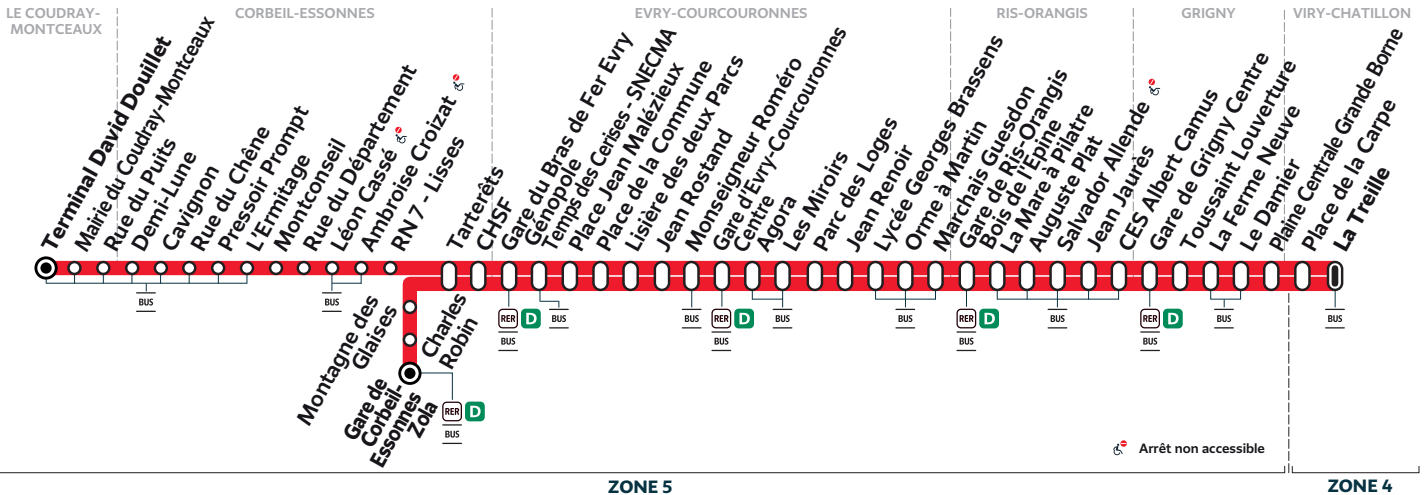 LE COUDRAY-
MONTCEAUX
CORBEIL-ESSONNES
EVRY-COURCOURONNES
RIS-ORANGIS
GRIGNY
VIRY-CHATILLON
Terminal David Douillet
Mairie du Coudray-Montceaux
Rue du Puits
Demi-Lune
Cavignon
Rue du Chêne
Pressoir Prompt
L'Ermitage
Montconseil
Rue du Département
Léon Cassé
Ambroise Croizat
RN 7 - Lisses
Tarterêts
CHSF
Gare du Bras de Fer Evry
Génopole
Temps des Cerises - SNECMA
Place Jean Malézieux
Place de la Commune
Lisière des deux Parcs
Jean Rostand
Monseigneur Roméro
Gare d'Evry-Courcouronnes
Centre
Agora
Les Miroirs
Parc des Loges
Jean Renoir
Lycée Georges Brassens
Orme à Martin
Marchais Guesdon
Gare de Ris-Orangis
Bois de l'Epine
La Mare à Pilatre
Auguste Plat
Salvador Allende
Jean Jaurès
CES Albert Camus
Gare de Grigny Centre
Toussaint Louverture
La Ferme Neuve
Le Damier
Plaine Centrale Grande Borne
Place de la Carpe
La Treille
BUS
BUS
RER D
BUS
BUS
BUS
RER D
BUS
BUS
BUS
RER D
BUS
BUS
RER D
BUS
BUS
BUS
Montagne des
Glaises
Charles
Robin
Gare de
Corbeil-
Essonnes
Zola
RER D
BUS
Arrêt non accessible
ZONE 5
ZONE 4